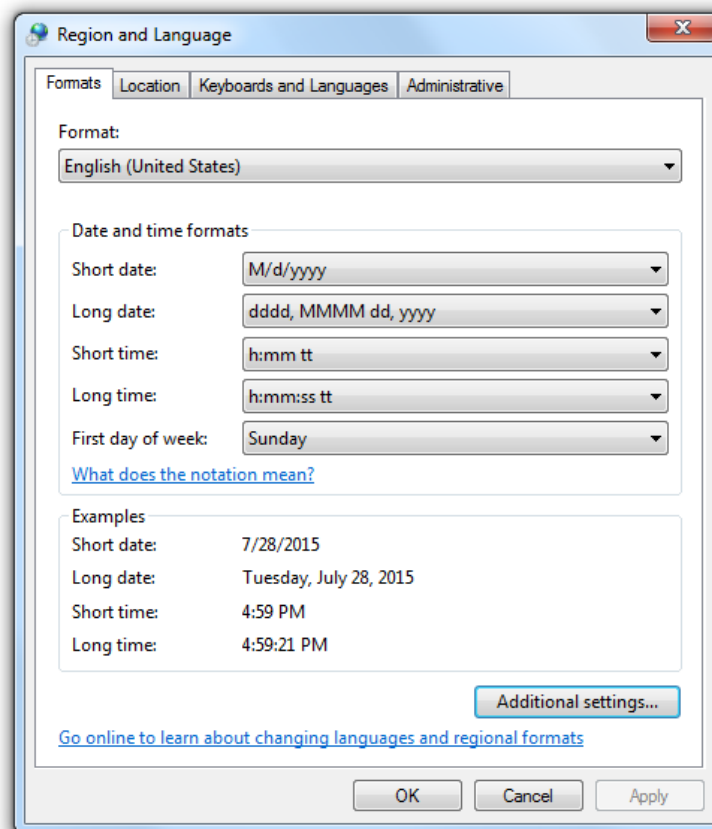 Region and Language
Formats Location Keyboards and Languages Administrative
Format:
English (United States)
Date and time formats
Short date: M/d/yyyy
Long date: dddd, MMMM dd, yyyy
Short time: h:mm tt
Long time: h:mm:ss tt
First day of week: Sunday
What does the notation mean?
Examples
Short date: 7/28/2015
Long date: Tuesday, July 28, 2015
Short time: 4:59 PM
Long time: 4:59:21 PM
Additional settings...
Go online to learn about changing languages and regional formats
OK Cancel Apply